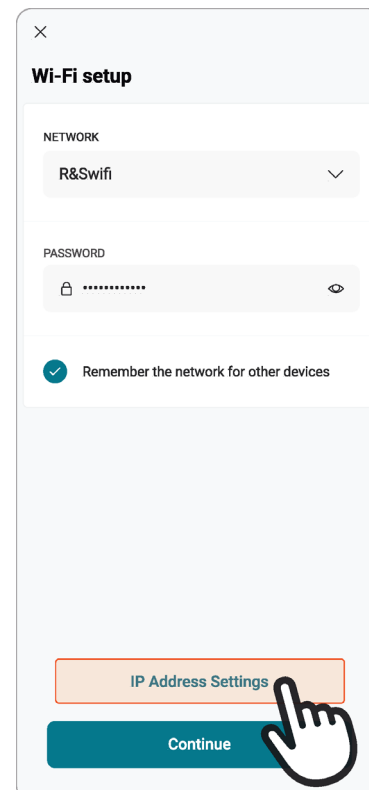 Wi-Fi setup
NETWORK
R&Swifi
PASSWORD
••••••••••••
Remember the network for other devices
IP Address Settings
Continue